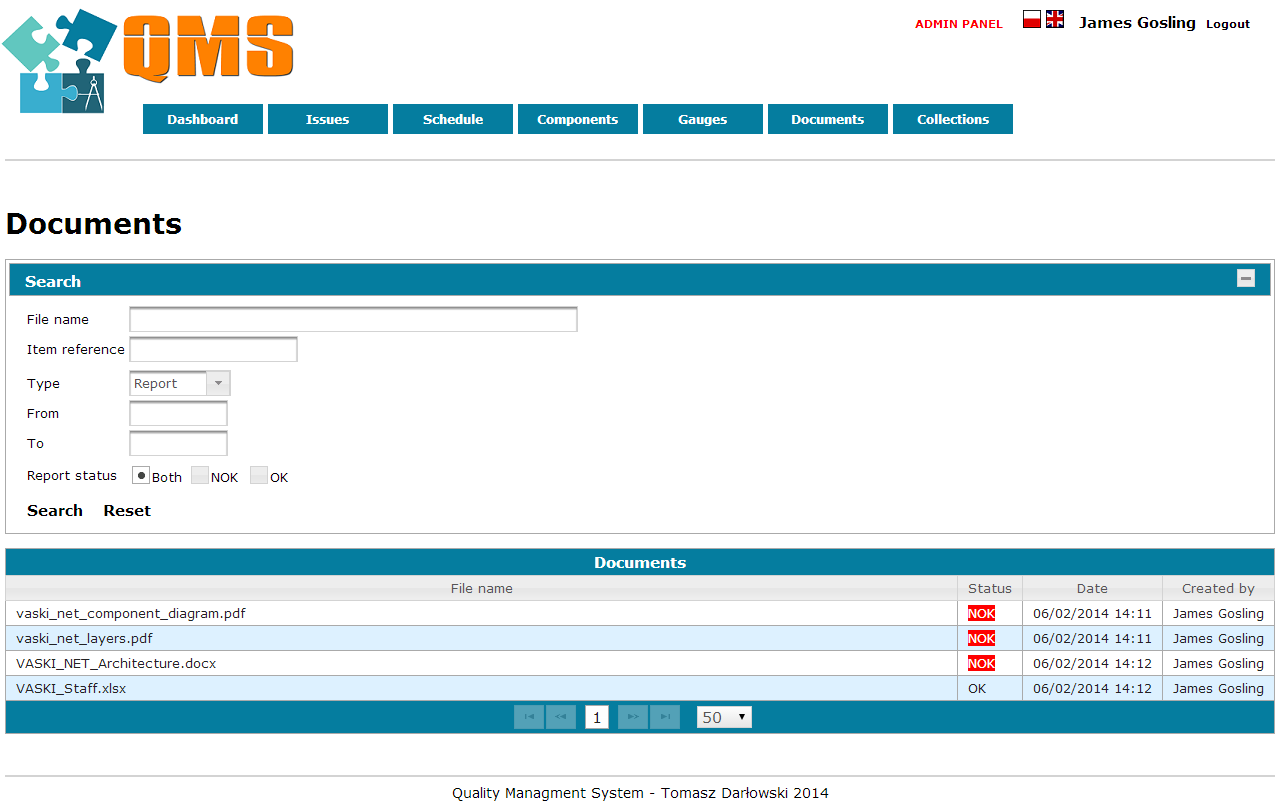 QMS
ADMIN PANEL James Gosling Logout
Dashboard Issues Schedule Components Gauges Documents Collections
Documents
Search
File name
Item reference
Type Report
From
To
Report status Both NOK OK
Search Reset
Documents
File name Status Date Created by
vaski_net_component_diagram.pdf NOK 06/02/2014 14:11 James Gosling
vaski_net_layers.pdf NOK 06/02/2014 14:11 James Gosling
VASKI_NET_Architecture.docx NOK 06/02/2014 14:12 James Gosling
VASKI_Staff.xlsx OK 06/02/2014 14:12 James Gosling
1 50
Quality Managment System - Tomasz Darłowski 2014